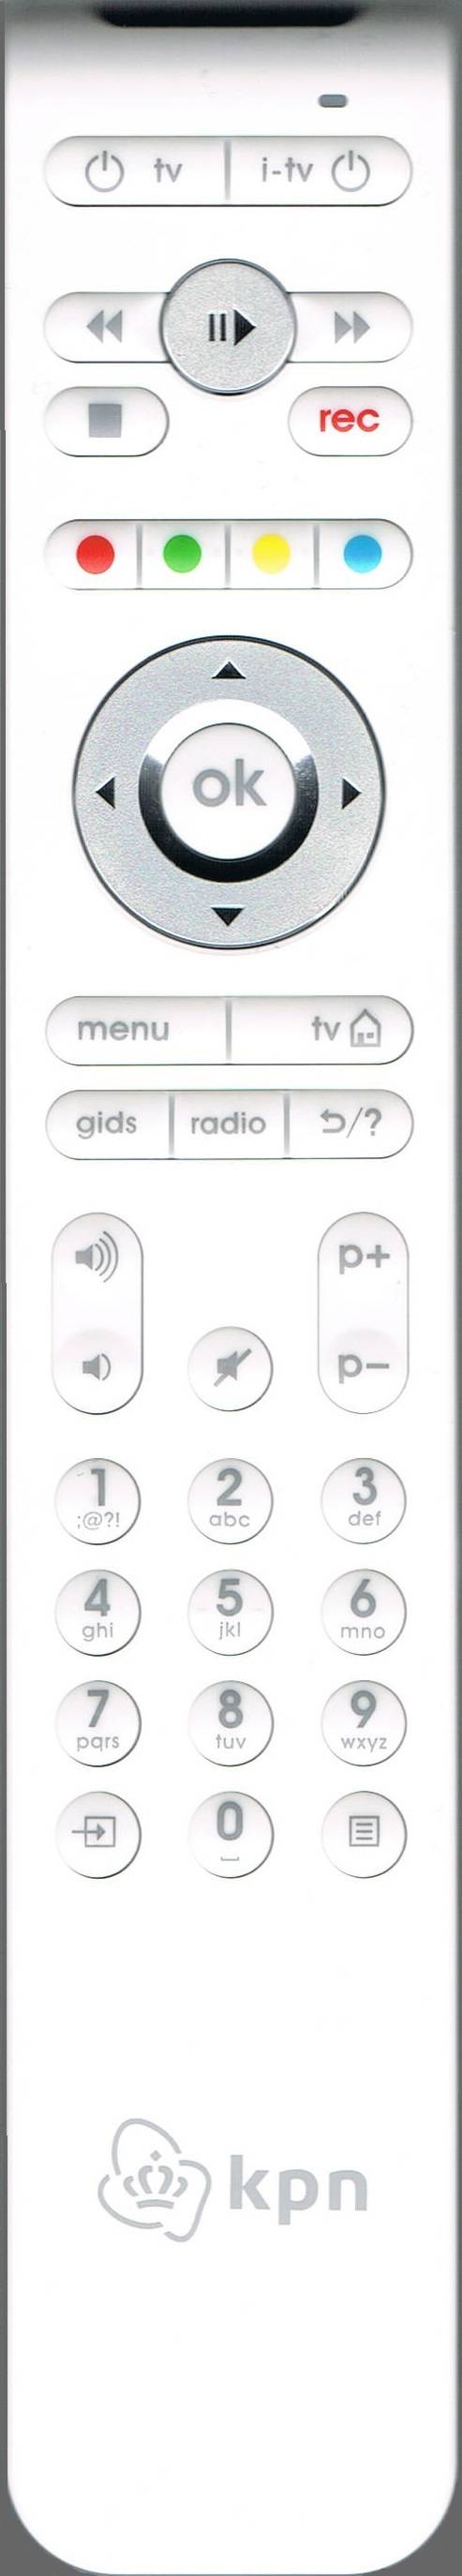 tv i-tv
rec
ok
menu tv
gids radio ?
p+
p-
1 2 3
;@?! abc def
4 5 6
ghi jkl mno
7 8 9
pqrs tuv wxyz
0
kpn